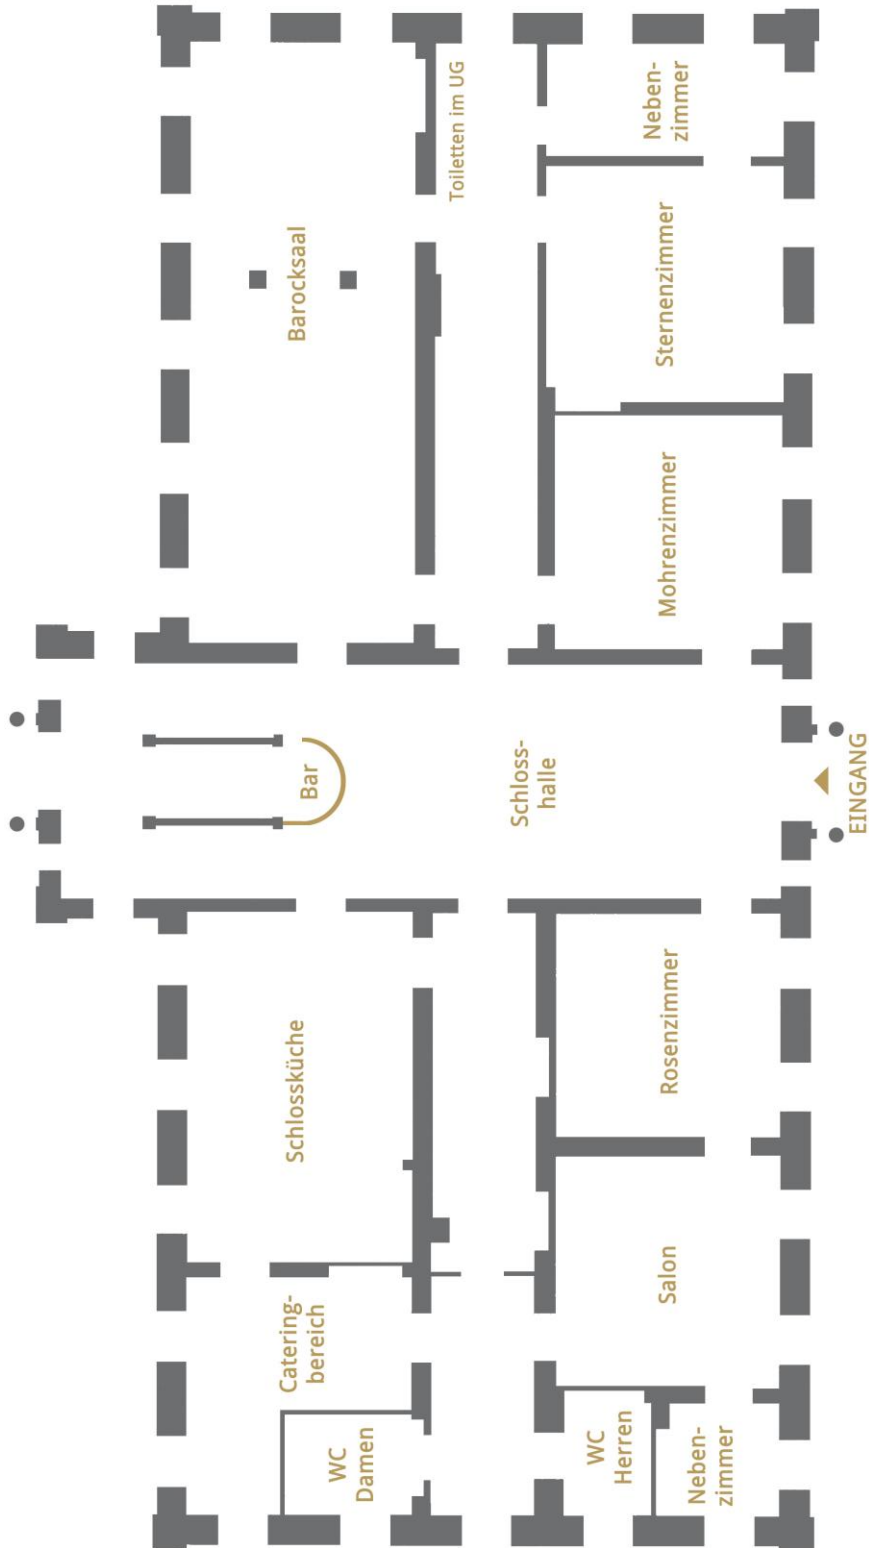 WC
Damen
Catering-
bereich
Schlossküche
Bar
Barocksaal
Toiletten im UG
Schloss-
halle
WC
Herren
Neben-
zimmer
Salon
Rosenzimmer
Mohrenzimmer
Sternenzimmer
Neben-
zimmer
EINGANG